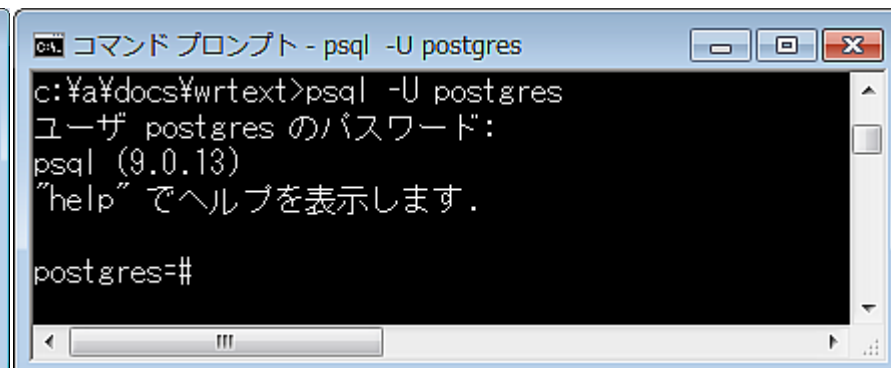 コマンド プロンプト - psql -U postgres
c:¥a¥docs¥wrtext>psql -U postgres
ユーザ postgres のパスワード:
psql (9.0.13)
"help" でヘルプを表示します.
postgres=#